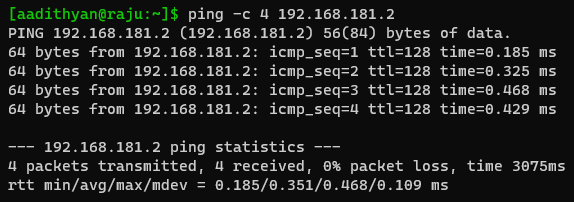 [aadithyan@raju:~]$ ping -c 4 192.168.181.2
PING 192.168.181.2 (192.168.181.2) 56(84) bytes of data.
64 bytes from 192.168.181.2: icmp_seq=1 ttl=128 time=0.185 ms
64 bytes from 192.168.181.2: icmp_seq=2 ttl=128 time=0.325 ms
64 bytes from 192.168.181.2: icmp_seq=3 ttl=128 time=0.468 ms
64 bytes from 192.168.181.2: icmp_seq=4 ttl=128 time=0.429 ms

--- 192.168.181.2 ping statistics ---
4 packets transmitted, 4 received, 0% packet loss, time 3075ms
rtt min/avg/max/mdev = 0.185/0.351/0.468/0.109 ms